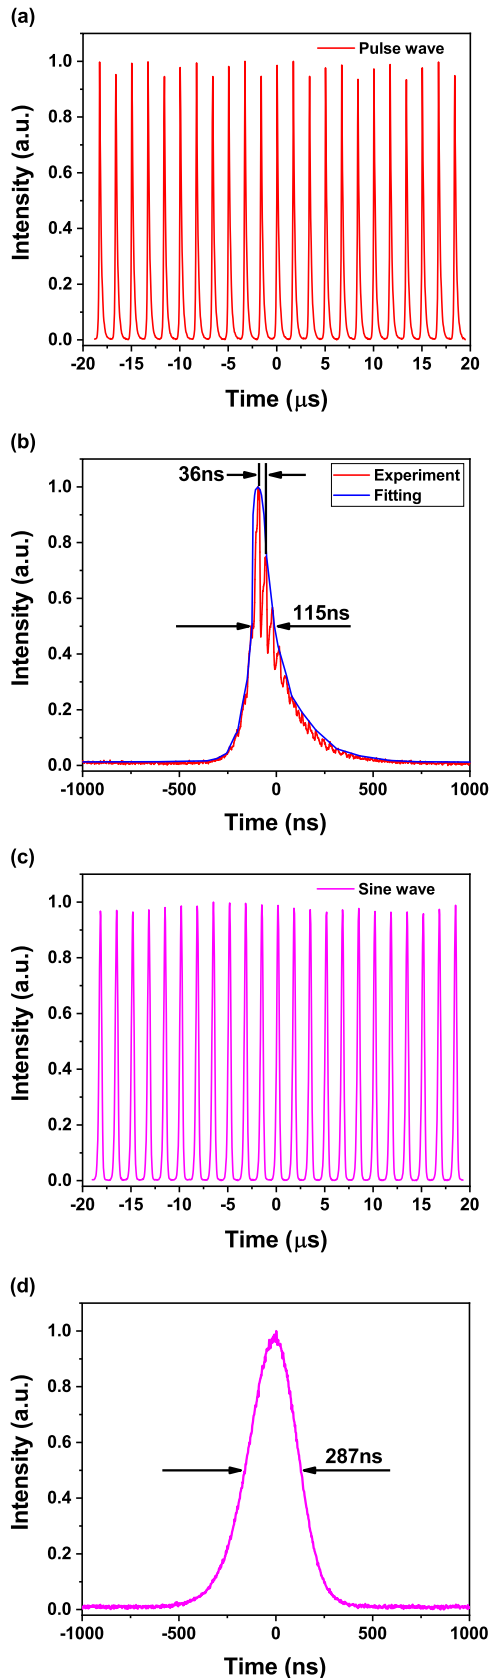 (a)
Pulse wave
1.0
0.8
0.6
0.4
0.2
0.0
Intensity (a.u.)
-20 -15 -10 -5 0 5 10 15 20
Time (μs)
(b)
36ns
Experiment
Fitting
115ns
1.0
0.8
0.6
0.4
0.2
0.0
Intensity (a.u.)
-1000 -500 0 500 1000
Time (ns)
(c)
Sine wave
1.0
0.8
0.6
0.4
0.2
0.0
Intensity (a.u.)
-20 -15 -10 -5 0 5 10 15 20
Time (μs)
(d)
287ns
1.0
0.8
0.6
0.4
0.2
0.0
Intensity (a.u.)
-1000 -500 0 500 1000
Time (ns)